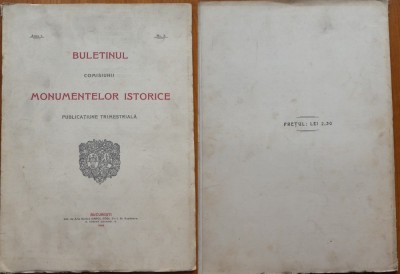 BULETINUL
COMISIUNII
MONUMENTELOR ISTORICE
PUBLICAȚIUNE TRIMESTRIALĂ
BUCUREȘTI
PREȚUL: LEI 2,50